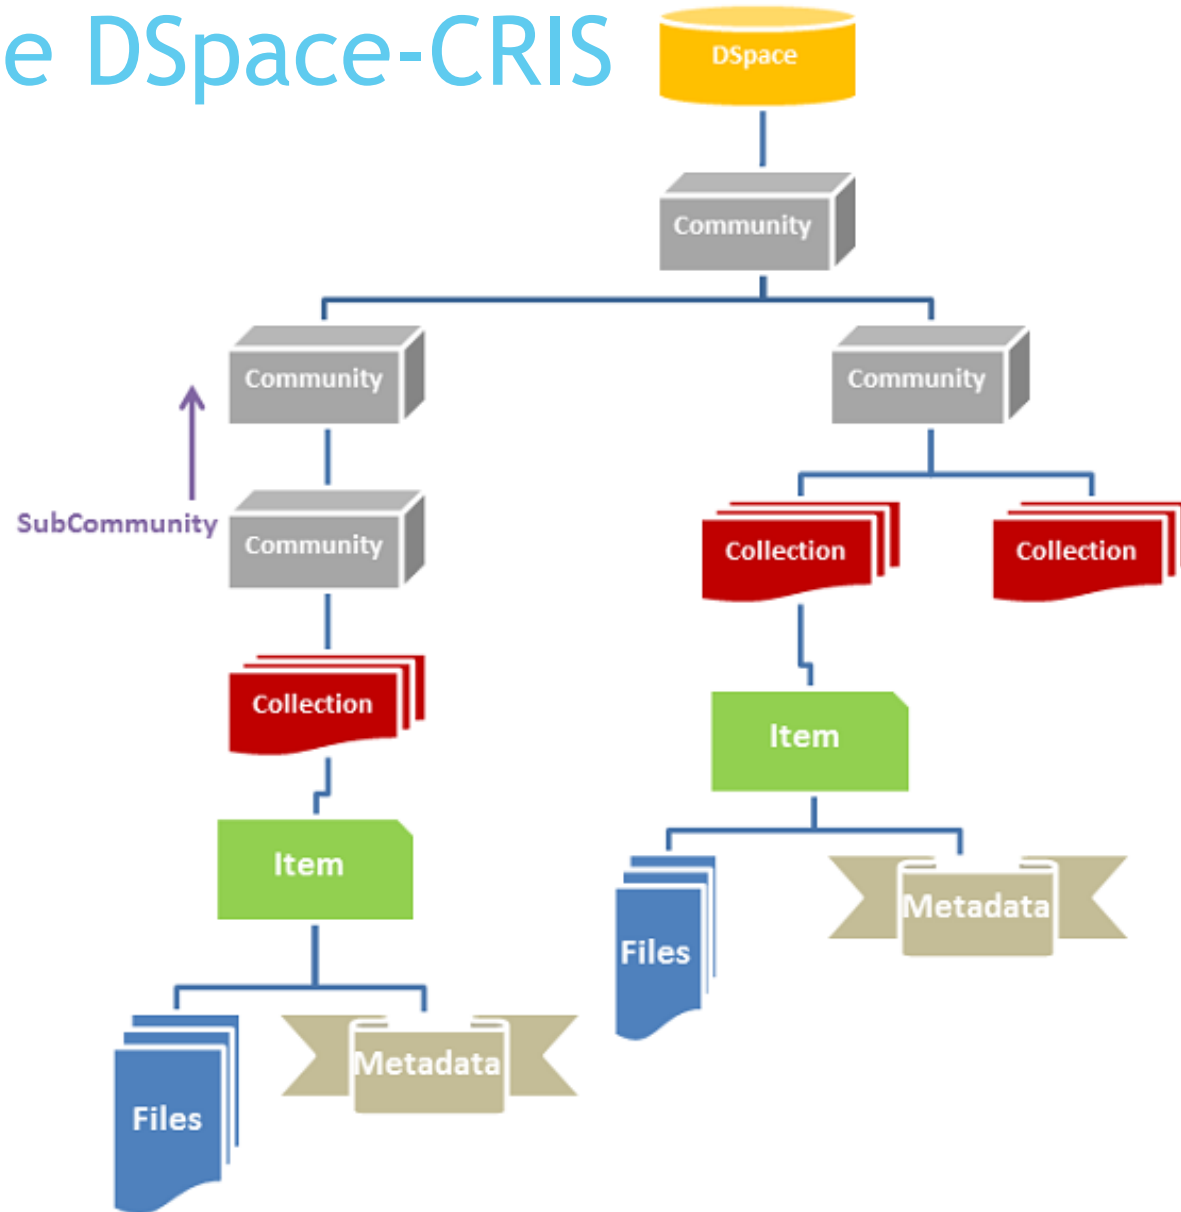 e DSpace-CRIS
DSpace
Community
Community
Community
SubCommunity
Community
Collection
Collection
Collection
Item
Item
Files
Metadata
Metadata
Files